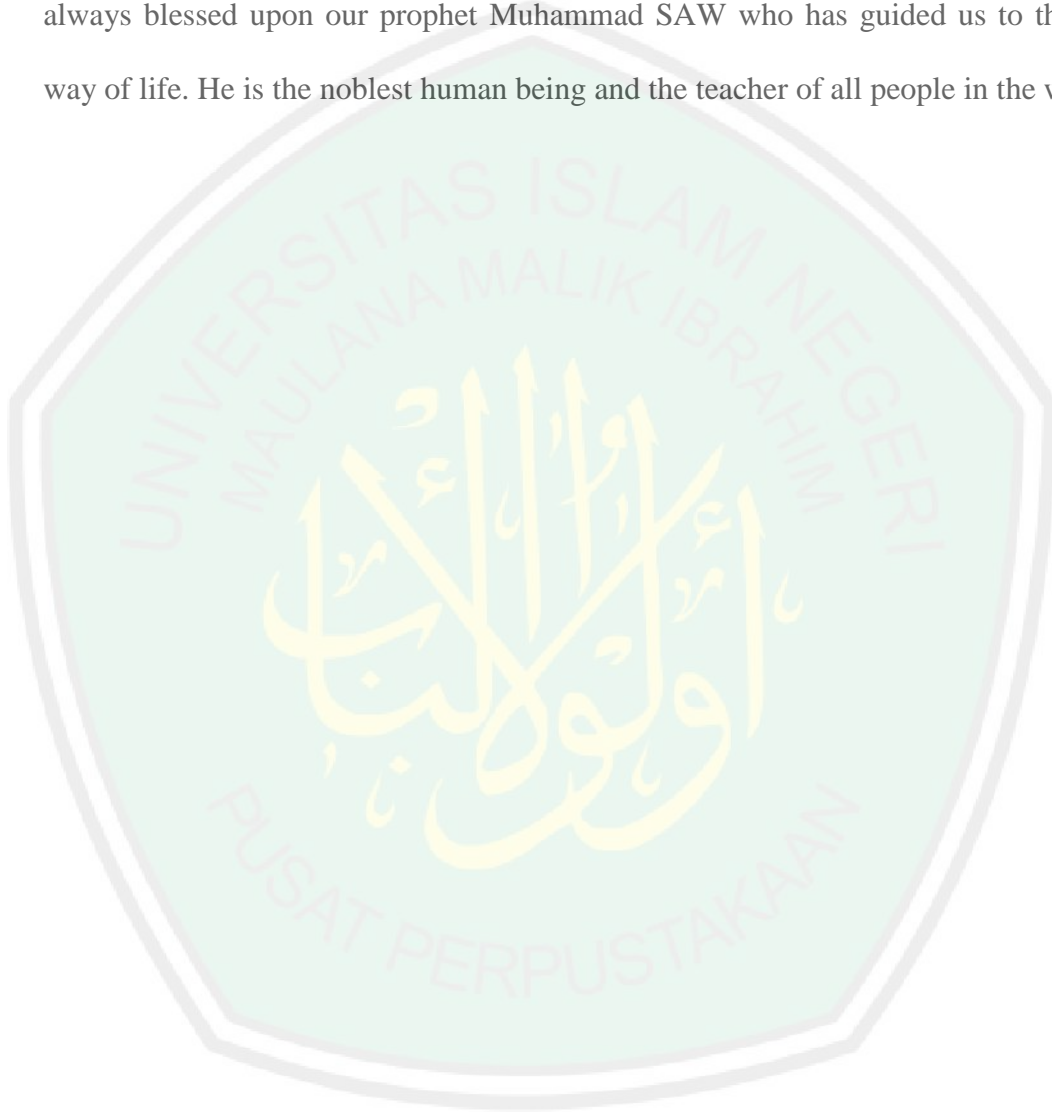 always blessed upon our prophet Muhammad SAW who has guided us to th
way of life. He is the noblest human being and the teacher of all people in the w
UNIVERSITAS ISLAM NEGERI
MAULANA MALIK IBRAHIM
أولوا الألباب
PUSAT PERPUSTAKAAN